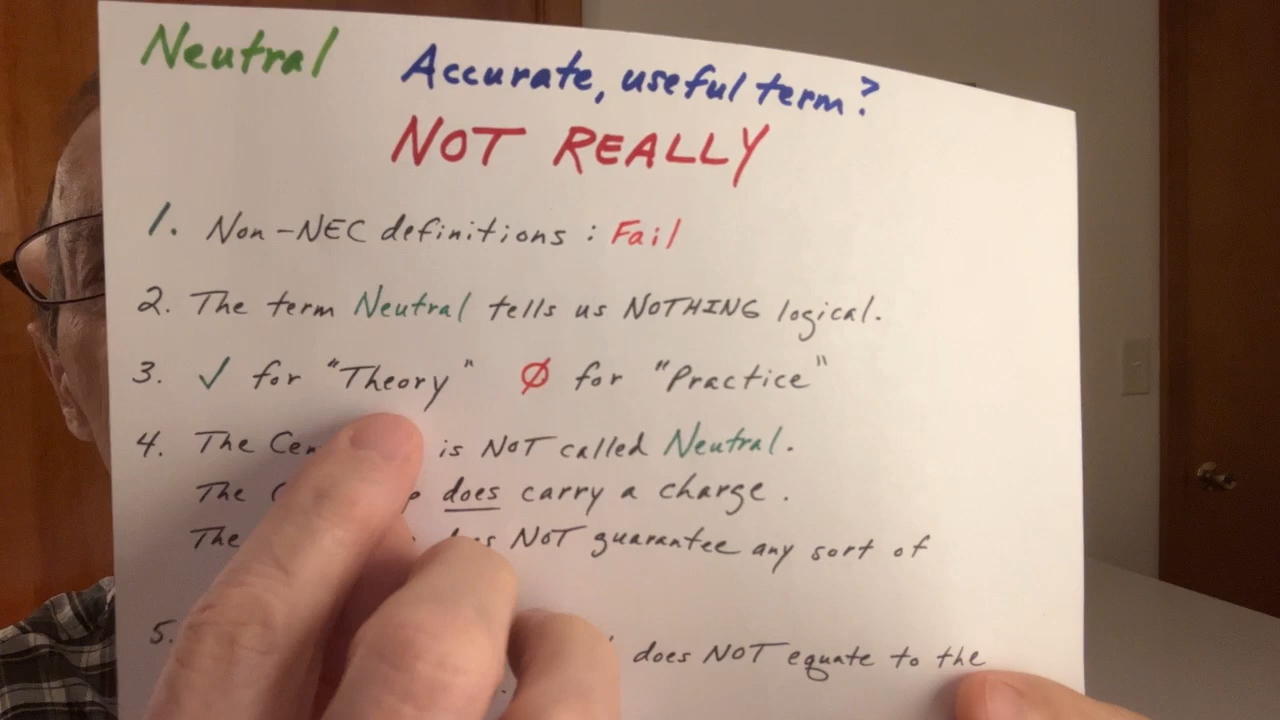 Neutral Accurate, useful term?
NOT REALLY
1. Non-NEC definitions : Fail
2. The term Neutral tells us NOTHING logical.
3. ✓ for "Theory" Ø for "Practice"
4. The is NOT called Neutral.
The does carry a charge.
The NOT guarantee any sort of
5. does NOT equate to the